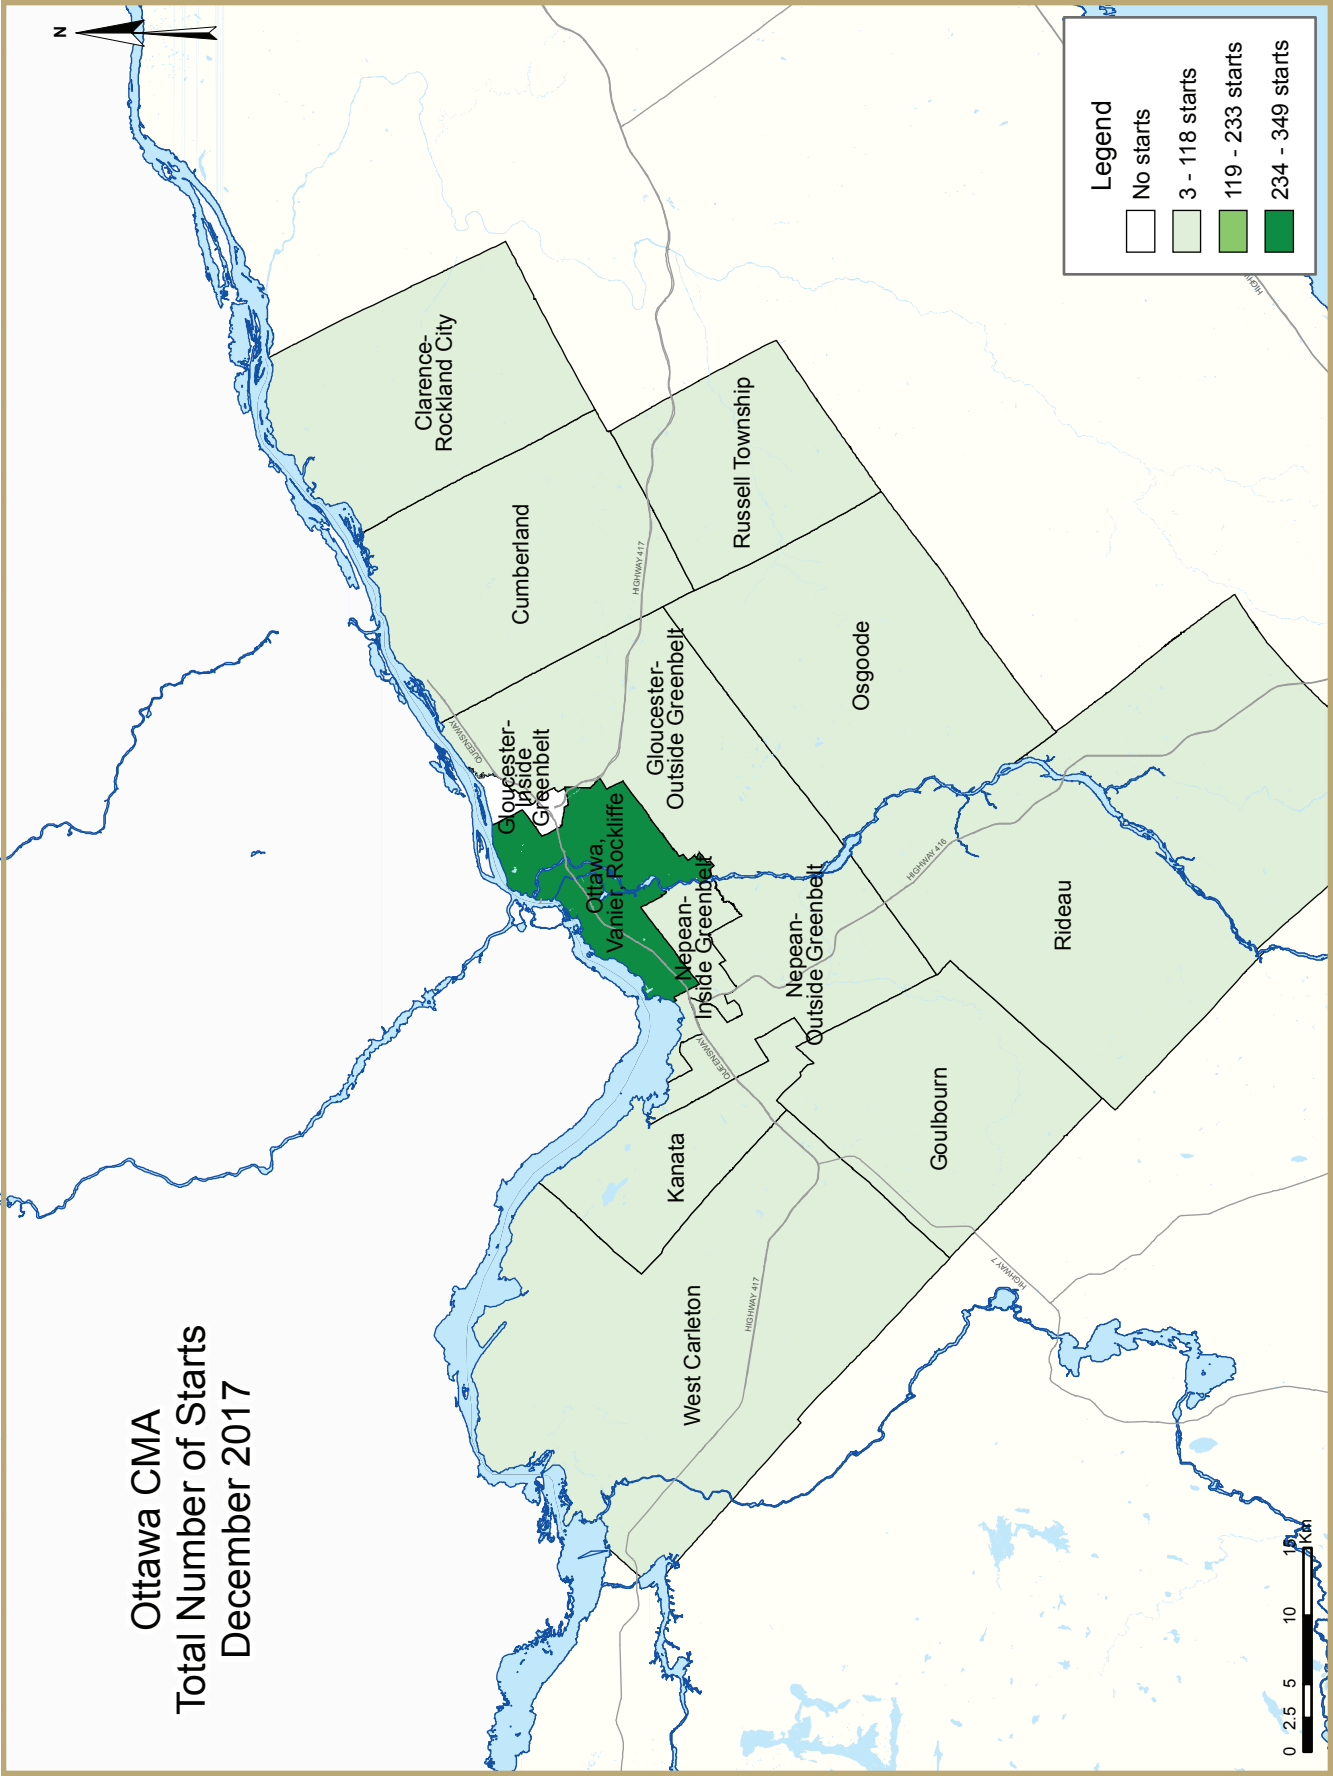 Ottawa CMA
Total Number of Starts
December 2017
N
Clarence-
Rockland City
Cumberland
Russell Township
HIGHWAY 417
QUEENSWAY
Gloucester-
Inside
Greenbelt
Gloucester-
Outside Greenbelt
Osgoode
Ottawa,
Vanier, Rockliffe
Nepean-
Inside Greenbelt
Nepean-
Outside Greenbelt
HIGHWAY 416
Rideau
QUEENSWAY
Kanata
Goulbourn
West Carleton
HIGHWAY 417
HIGHWAY 7
Legend
No starts
3 - 118 starts
119 - 233 starts
234 - 349 starts
0 2.5 5 10 15
Km